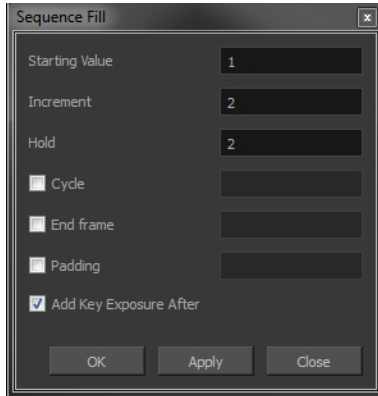 Sequence Fill
Starting Value 1
Increment 2
Hold 2
Cycle
End frame
Padding
Add Key Exposure After
OK Apply Close